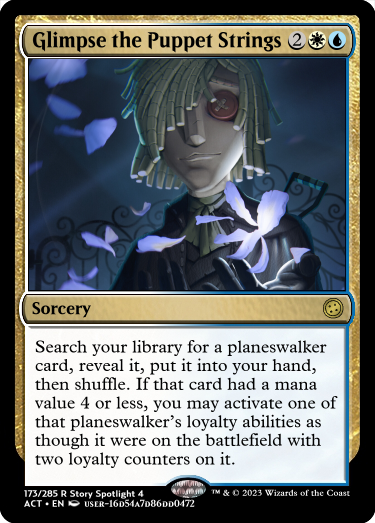 Glimpse the Puppet Strings 2
Sorcery
Search your library for a planeswalker
card, reveal it, put it into your hand,
then shuffle. If that card had a mana
value 4 or less, you may activate one of
that planeswalker's loyalty abilities as
though it were on the battlefield with
two loyalty counters on it.
173/285 R Story Spotlight 4
ACT • EN USER-16D54A7D86DD0472
™ & © 2023 Wizards of the Coast